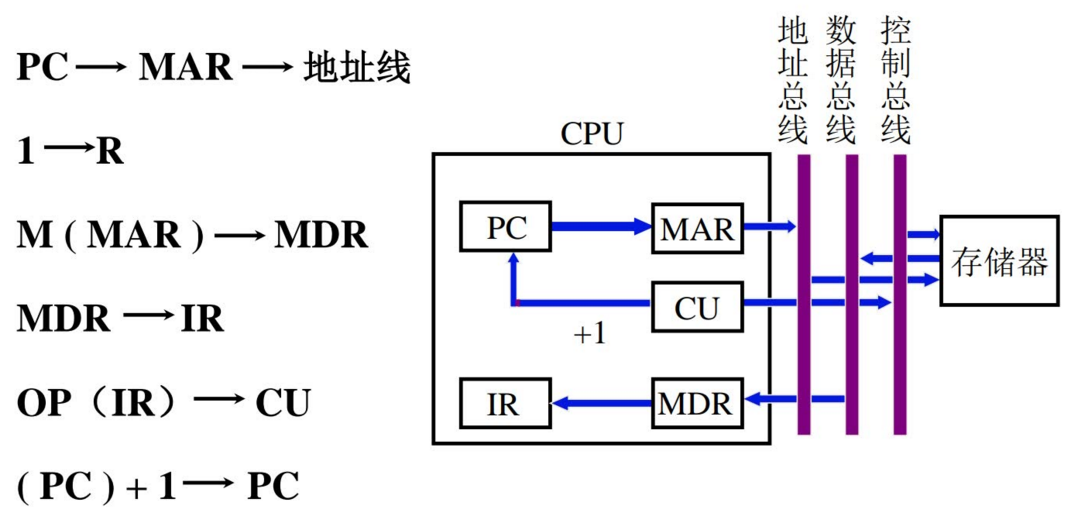 PC → MAR → 地址线
1 → R
M ( MAR ) → MDR
MDR → IR
OP（IR）→ CU
( PC ) + 1 → PC
地址总线
数据总线
控制总线
CPU
PC
MAR
存储器
CU
+1
IR
MDR